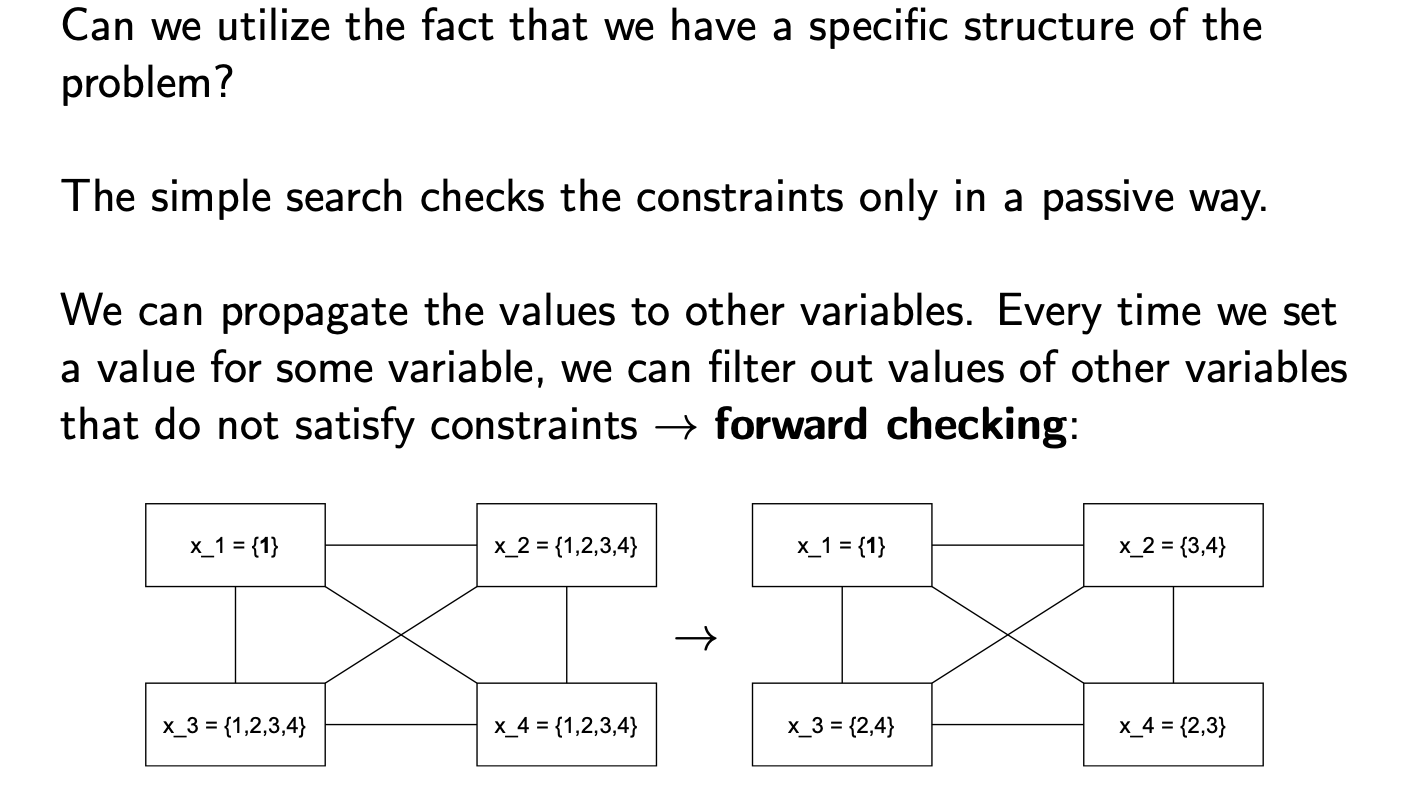 Can we utilize the fact that we have a specific structure of the
problem?
The simple search checks the constraints only in a passive way.
We can propagate the values to other variables. Every time we set
a value for some variable, we can filter out values of other variables
that do not satisfy constraints → forward checking:
x_1 = {1}
x_2 = {1,2,3,4}
x_3 = {1,2,3,4}
x_4 = {1,2,3,4}
→
x_1 = {1}
x_2 = {3,4}
x_3 = {2,4}
x_4 = {2,3}